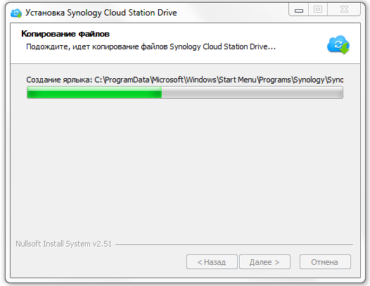 Установка Synology Cloud Station Drive
Копирование файлов
Подождите, идет копирование файлов Synology Cloud Station Drive...
Создание ярлыка: C:\ProgramData\Microsoft\Windows\Start Menu\Programs\Synology\Sync
Nullsoft Install System v2.51
< Назад
Далее >
Отмена